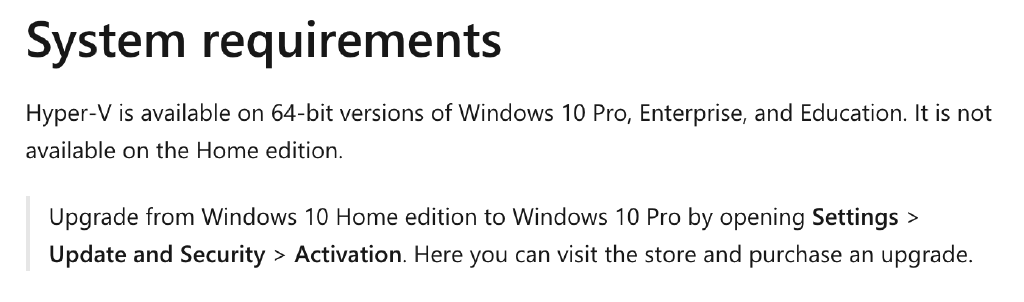 System requirements
Hyper-V is available on 64-bit versions of Windows 10 Pro, Enterprise, and Education. It is not
available on the Home edition.
Upgrade from Windows 10 Home edition to Windows 10 Pro by opening Settings >
Update and Security > Activation. Here you can visit the store and purchase an upgrade.